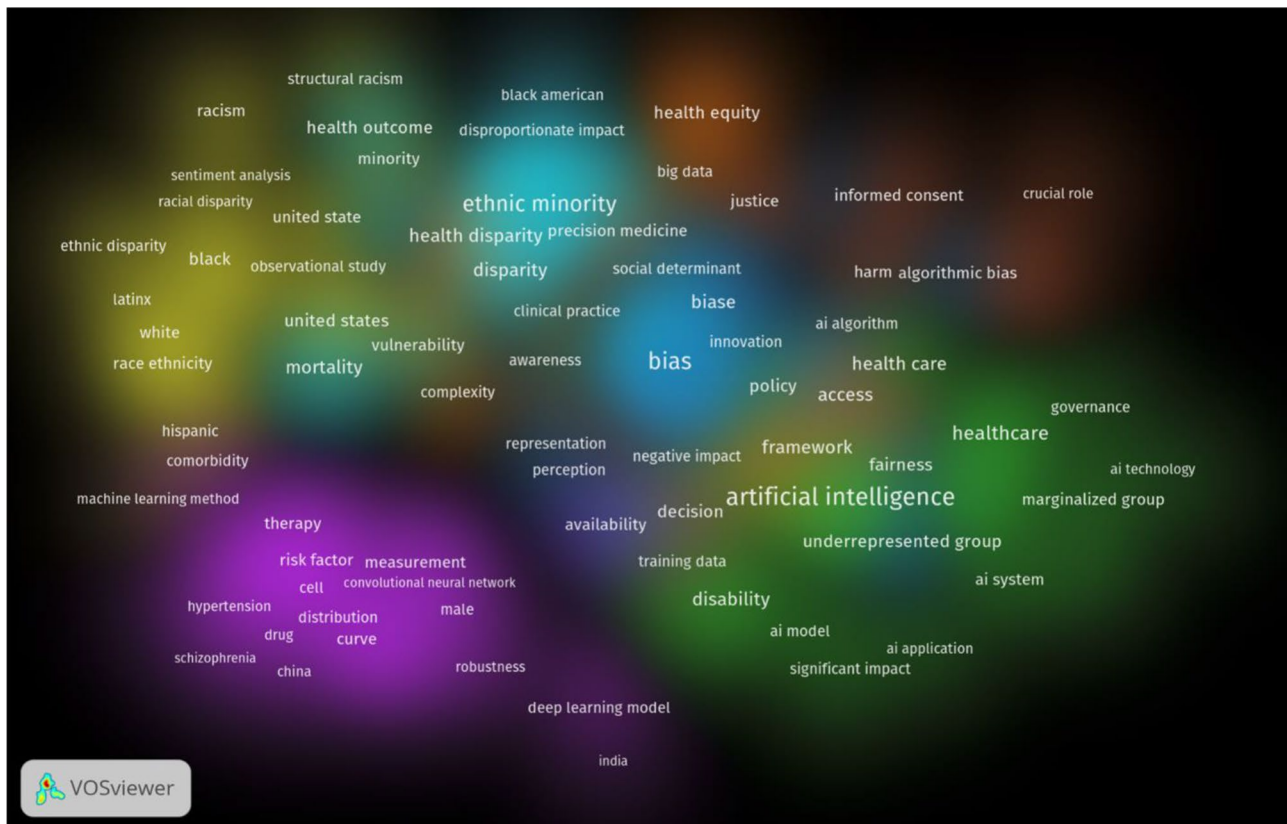 structural racism
black american
racism
health equity
health outcome
disproportionate impact
minority
sentiment analysis
big data
racial disparity
ethnic minority
justice
informed consent
crucial role
united state
health disparity
precision medicine
ethnic disparity
black
observational study
disparity
social determinant
harm
algorithmic bias
latinx
biase
clinical practice
united states
ai algorithm
white
vulnerability
innovation
race ethnicity
mortality
awareness
bias
health care
complexity
policy
access
governance
hispanic
healthcare
representation
framework
comorbidity
perception
negative impact
fairness
ai technology
machine learning method
artificial intelligence
marginalized group
therapy
availability
decision
underrepresented group
risk factor
measurement
training data
cell
convolutional neural network
ai system
hypertension
distribution
male
disability
drug
curve
ai model
schizophrenia
china
robustness
ai application
significant impact
deep learning model
india
VOSviewer